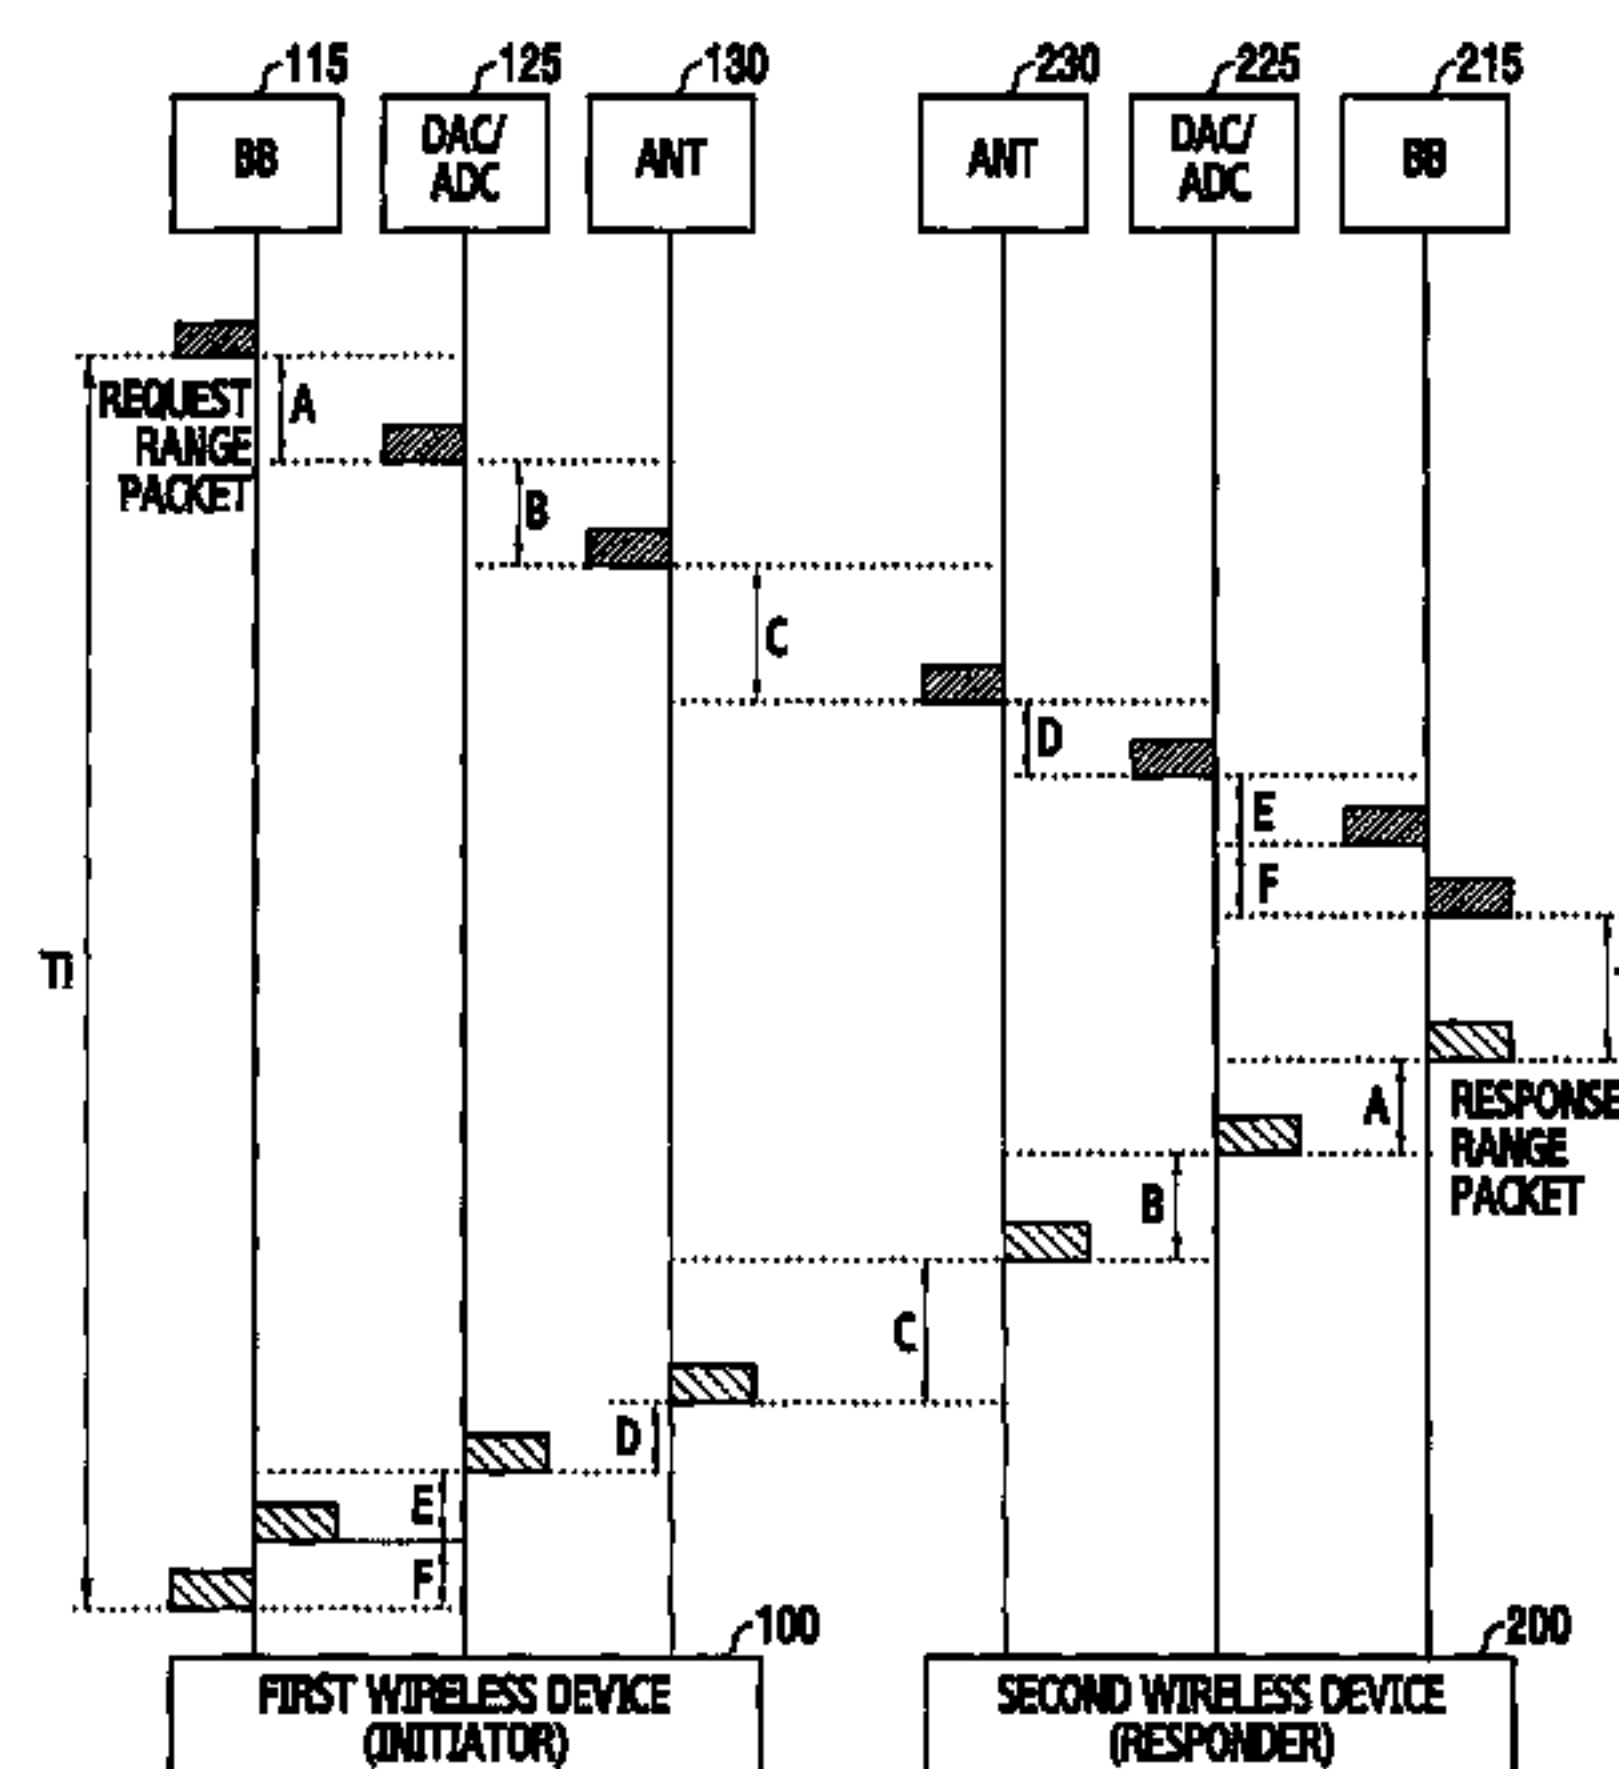 115 125 130 230 225 215
BB
DAC/
ADC
ANT
ANT
DAC/
ADC
BB
REQUEST
RANGE
PACKET
A
B
C
D
E
F
Ti
A
RESPONSE
RANGE
PACKET
B
C
D
E
F
100
200
FIRST WIRELESS DEVICE
(INITIATOR)
SECOND WIRELESS DEVICE
(RESPONDER)